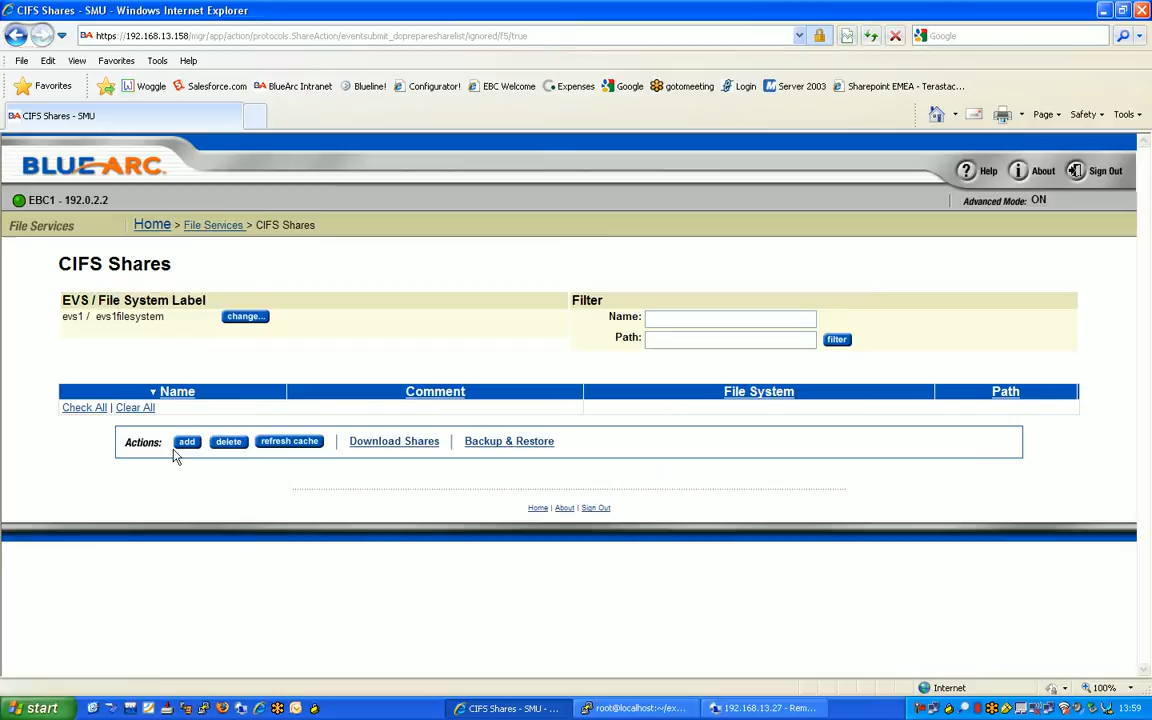 CIFS Shares - SMU - Windows Internet Explorer
https://192.168.13.158/mgr/app/action/protocols.ShareAction/eventsubmit_dopreparesharelist/ignored/f5/true
Google
File Edit View Favorites Tools Help
Favorites Woggle Salesforce.com BlueArc Intranet Blueline! Configurator! EBC Welcome Expenses Google gotomeeting Login Server 2003 Sharepoint EMEA - Terastac...
CIFS Shares - SMU
Page Safety Tools
BLUEARC
Help About Sign Out
EBC1 - 192.0.2.2
Advanced Mode: ON
File Services Home > File Services > CIFS Shares
CIFS Shares
EVS / File System Label Filter
evs1 / evs1filesystem change... Name:
Path: filter
Name Comment File System Path
Check All | Clear All
Actions: add delete refresh cache | Download Shares | Backup & Restore
Home | About | Sign Out
Internet 100%
start CIFS Shares - SMU - ... root@localhost:~/ex... 192.168.13.27 - Rem... 13:59